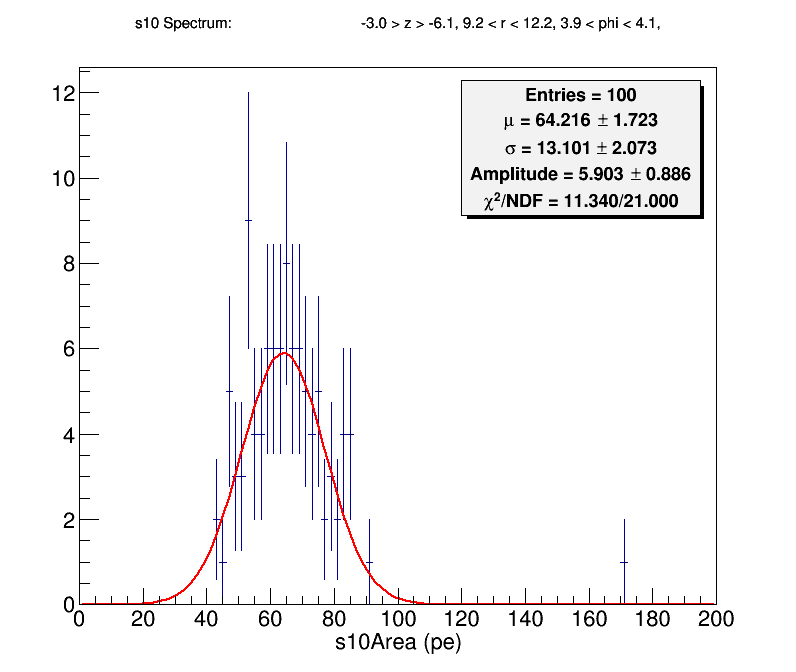 s10 Spectrum: -3.0 > z > -6.1, 9.2 < r < 12.2, 3.9 < phi < 4.1,
Entries = 100
μ = 64.216 ± 1.723
σ = 13.101 ± 2.073
Amplitude = 5.903 ± 0.886
χ²/NDF = 11.340/21.000
12
10
8
6
4
2
0
0 20 40 60 80 100 120 140 160 180 200
s10Area (pe)